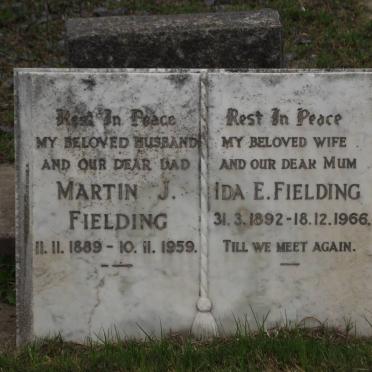 Rest In Peace
MY BELOVED HUSBAND
AND OUR DEAR DAD
MARTIN J.
FIELDING
11.11.1889 - 10.11.1959.
Rest In Peace
MY BELOVED WIFE
AND OUR DEAR MUM
IDA E. FIELDING
31.3.1892 - 18.12.1966.
TILL WE MEET AGAIN.